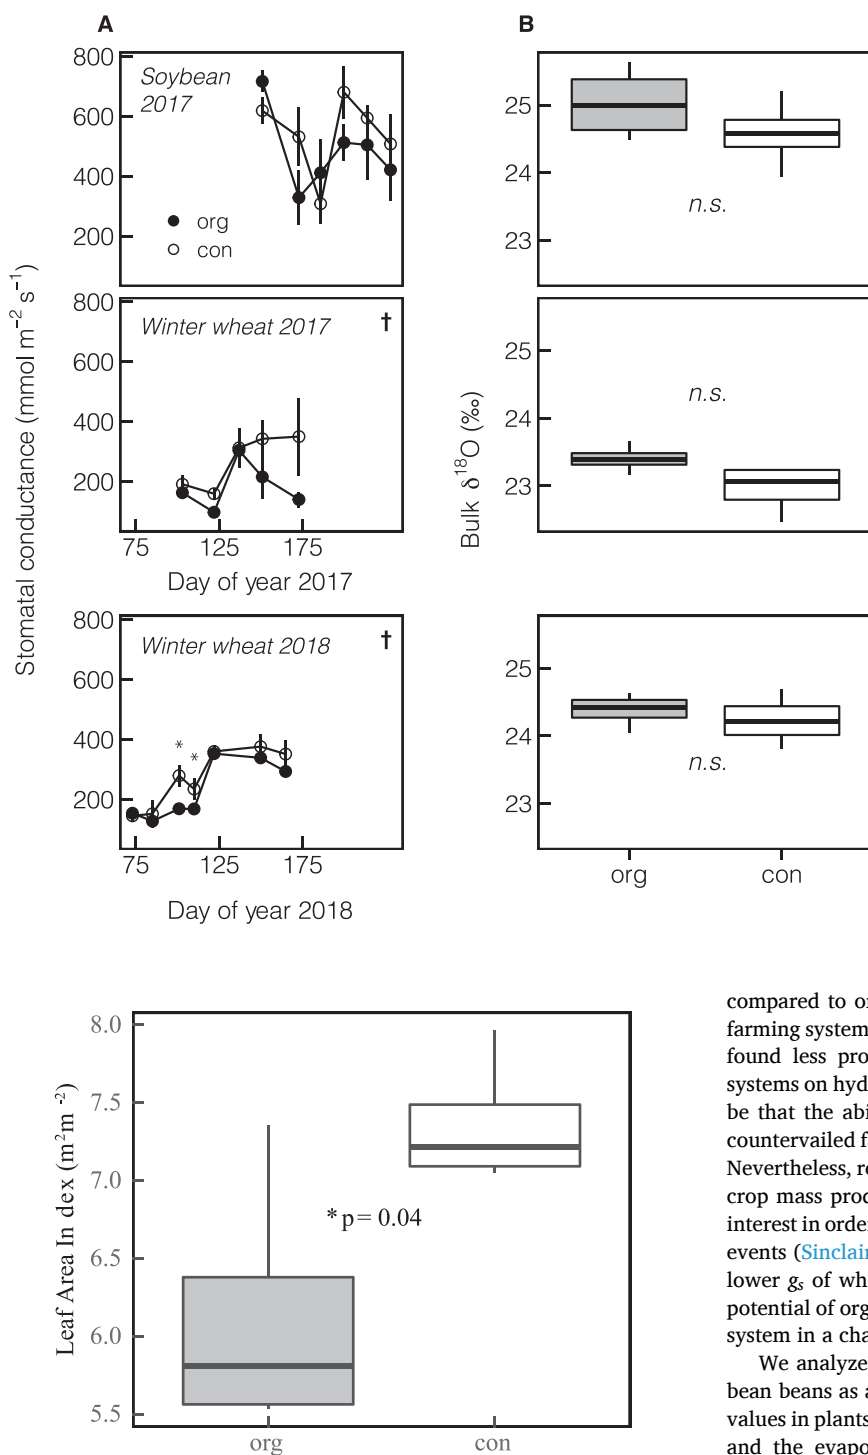 A
B
Stomatal conductance (mmol m−2 s−1)
800
600
400
200
Soybean
2017
org
con
800
600
400
200
Winter wheat 2017
†
75
125
175
Day of year 2017
800
600
400
200
Winter wheat 2018
†
*
*
75
125
175
Day of year 2018
Bulk δ18O (‰)
25
24
23
n.s.
25
24
23
n.s.
25
24
23
n.s.
org
con
Leaf Area In dex (m2m-2)
8.0
7.5
7.0
6.5
6.0
5.5
* p = 0.04
org
con
compared to or
farming system
found less pro
systems on hyd
be that the abi
countervailed f
Nevertheless, re
crop mass prod
interest in orde
events (Sinclair
lower gs of wh
potential of org
system in a cha
We analyze
bean beans as a
values in plants
and the evapo